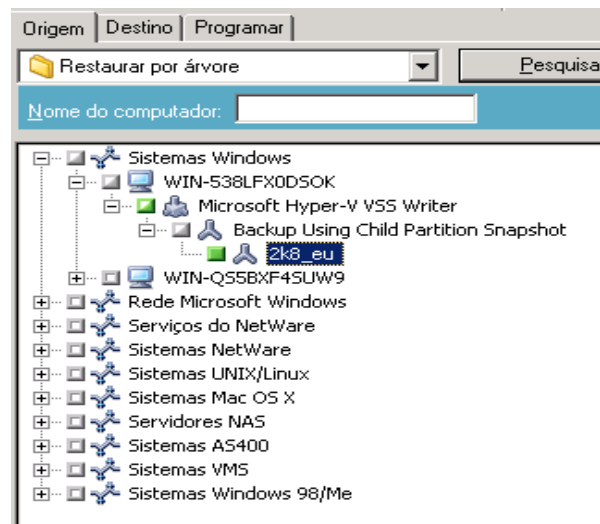 Origem Destino Programar
Restaurar por árvore Pesquisa
Nome do computador:
Sistemas Windows
WIN-538LFX0DSOK
Microsoft Hyper-V VSS Writer
Backup Using Child Partition Snapshot
2k8_eu
WIN-QS5BXF4SUW9
Rede Microsoft Windows
Serviços do NetWare
Sistemas NetWare
Sistemas UNIX/Linux
Sistemas Mac OS X
Servidores NAS
Sistemas AS400
Sistemas VMS
Sistemas Windows 98/Me